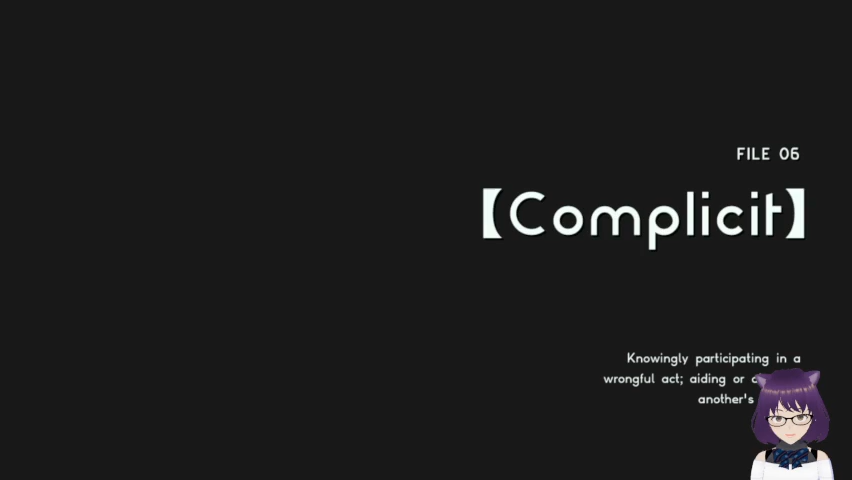 FILE 06
【Complicit】
Knowingly participating in a
wrongful act; aiding or
another's